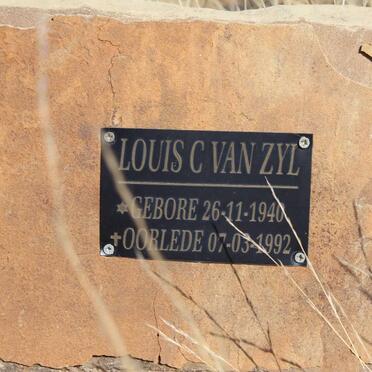 LOUIS C VAN ZYL
✡GEBORE 26-11-1940
✝OORLEDE 07-03-1992